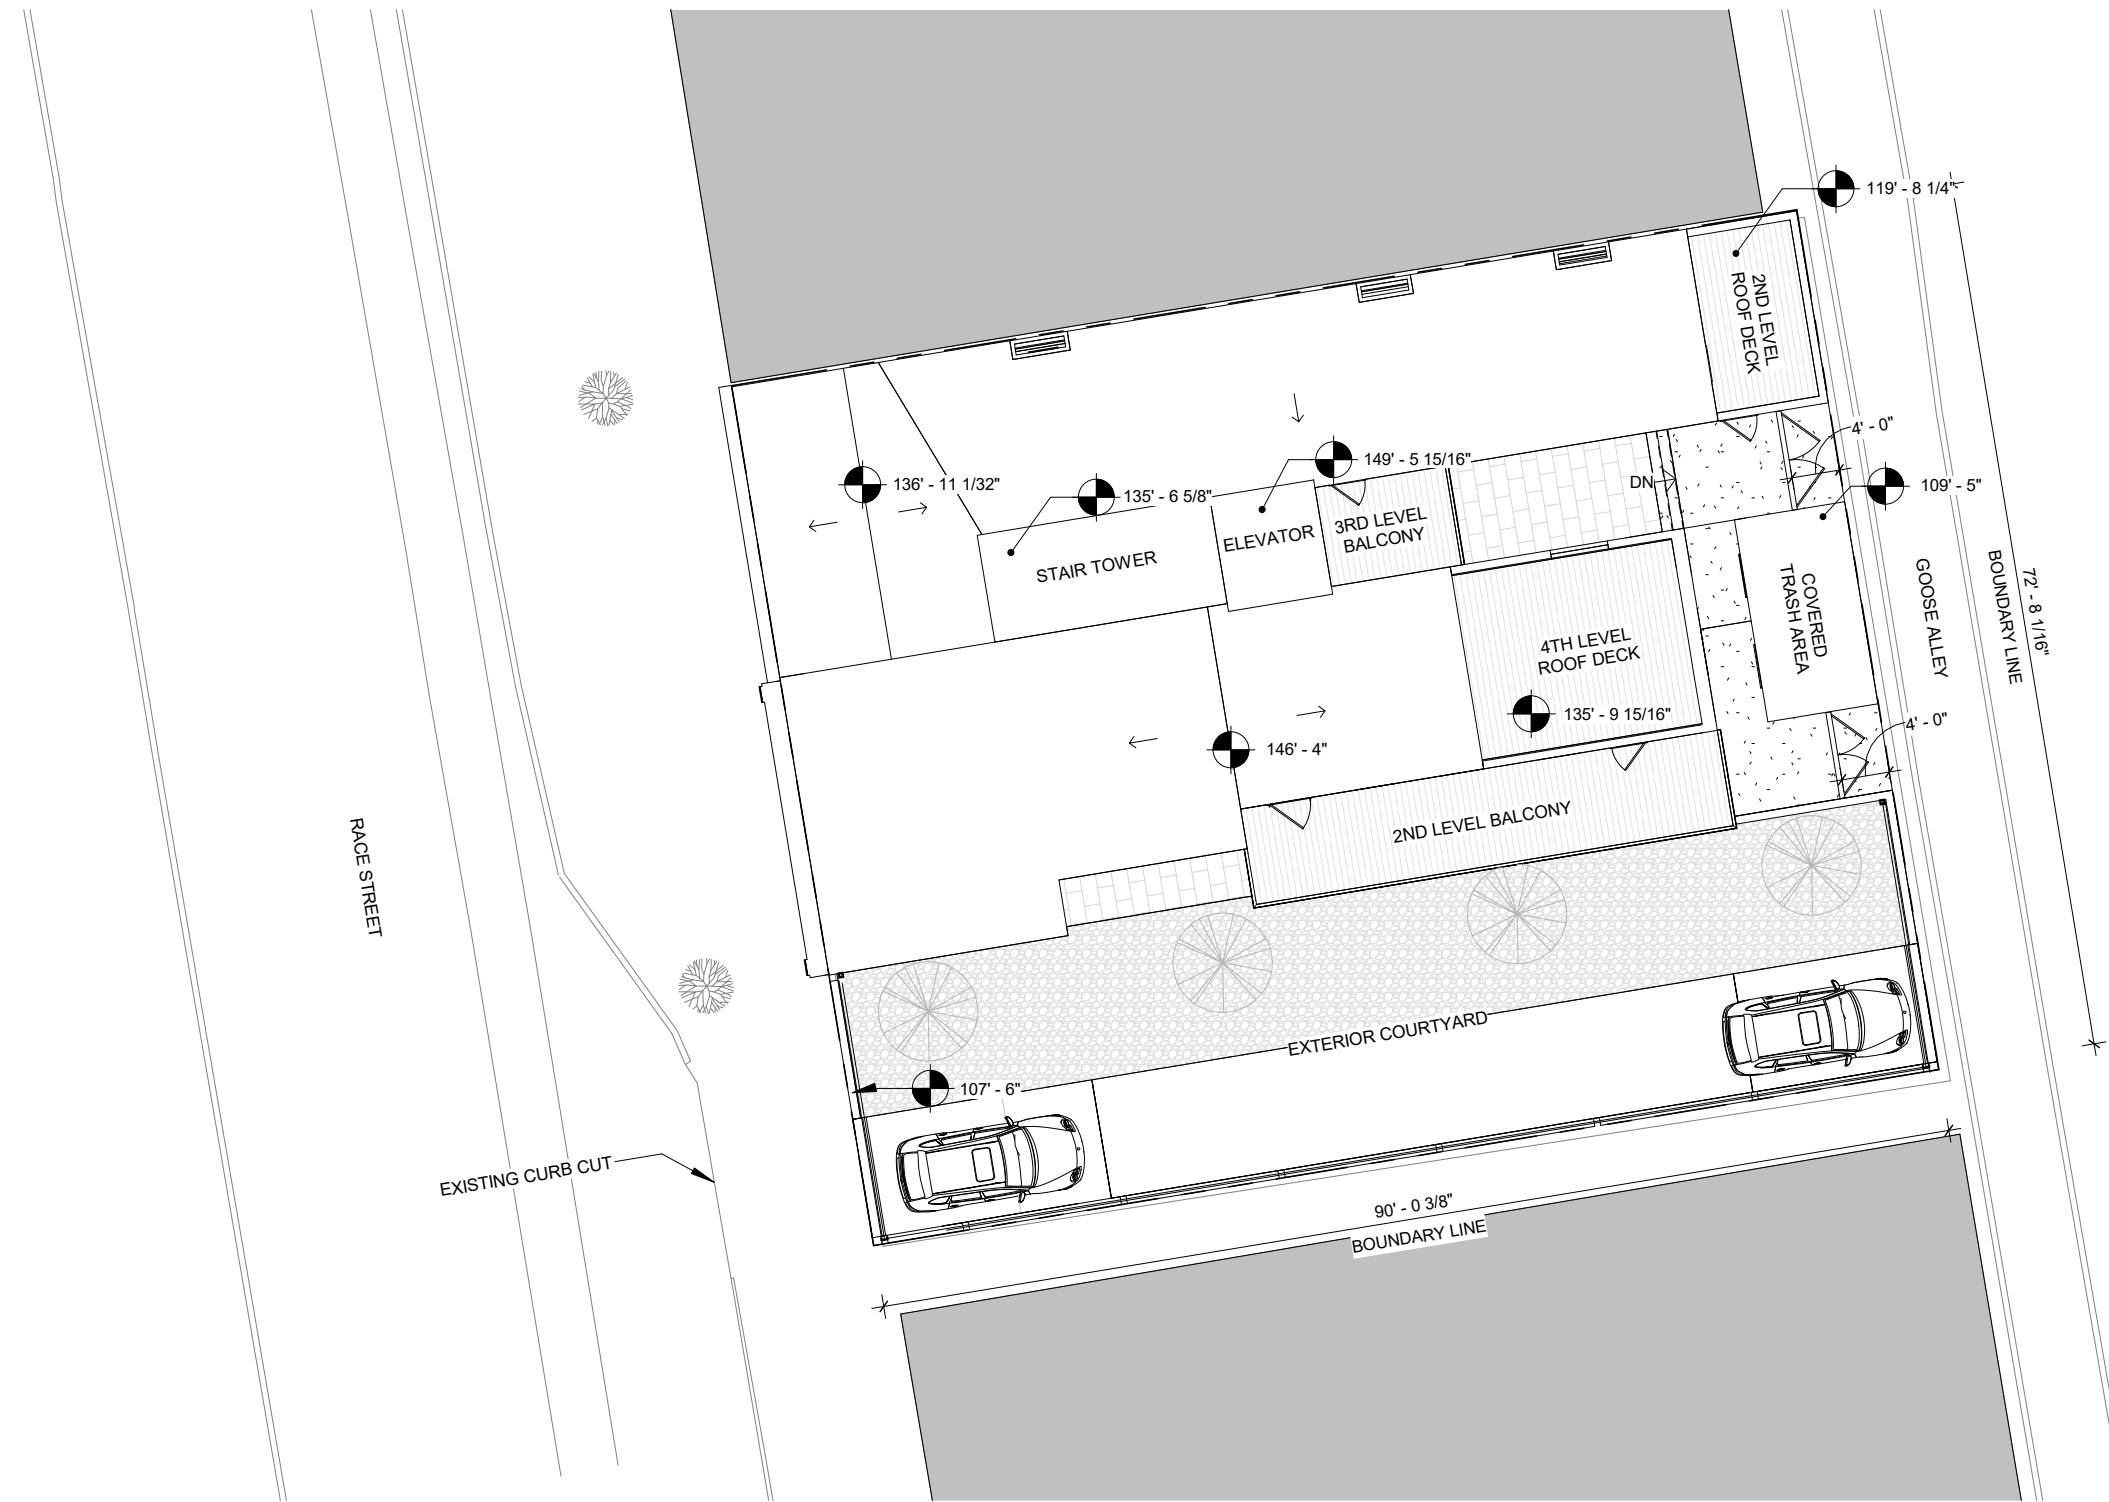 119' - 8 1/4"
2ND LEVEL
ROOF DECK
4' - 0"
136' - 11 1/32"
135' - 6 5/8"
149' - 5 15/16"
DN
109' - 5"
STAIR TOWER
ELEVATOR
3RD LEVEL
BALCONY
COVERED
TRASH AREA
GOOSE ALLEY
BOUNDARY LINE
72' - 8 1/16"
4TH LEVEL
ROOF DECK
135' - 9 15/16"
146' - 4"
4' - 0"
2ND LEVEL BALCONY
RACE STREET
EXTERIOR COURTYARD
107' - 6"
EXISTING CURB CUT
90' - 0 3/8"
BOUNDARY LINE